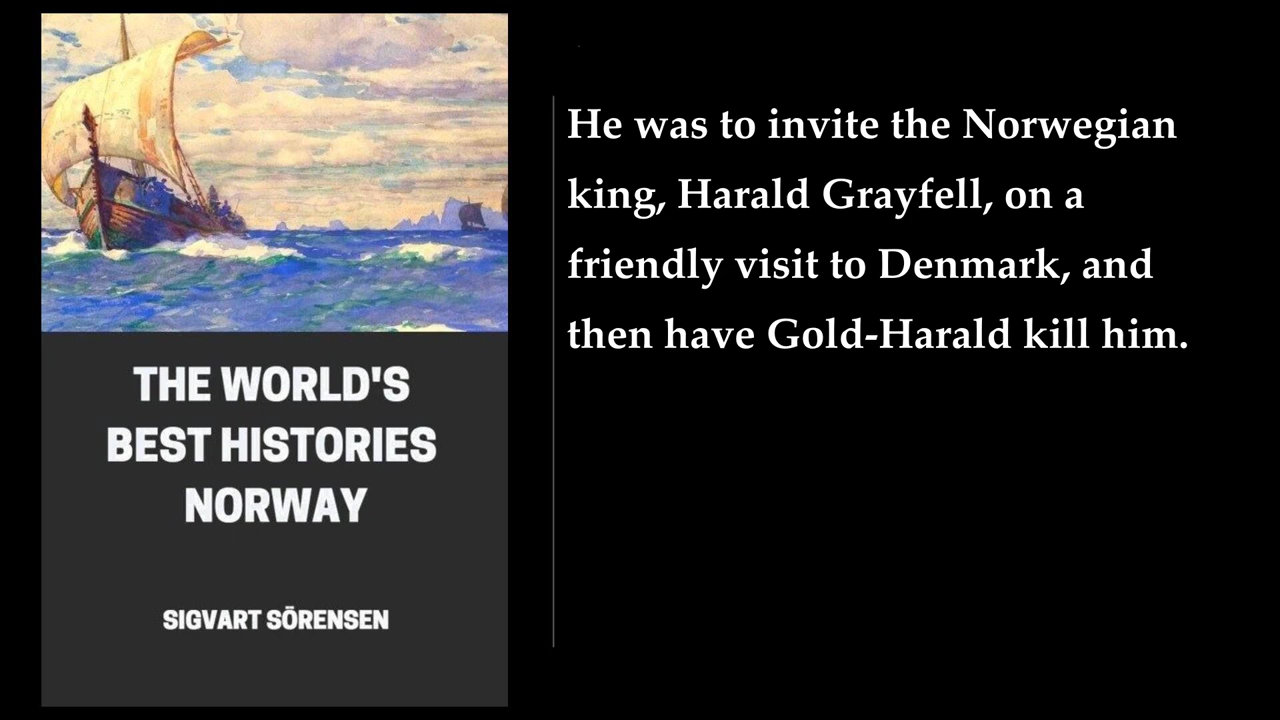 THE WORLD'S
BEST HISTORIES
NORWAY
SIGVART SÖRENSEN
He was to invite the Norwegian
king, Harald Grayfell, on a
friendly visit to Denmark, and
then have Gold-Harald kill him.